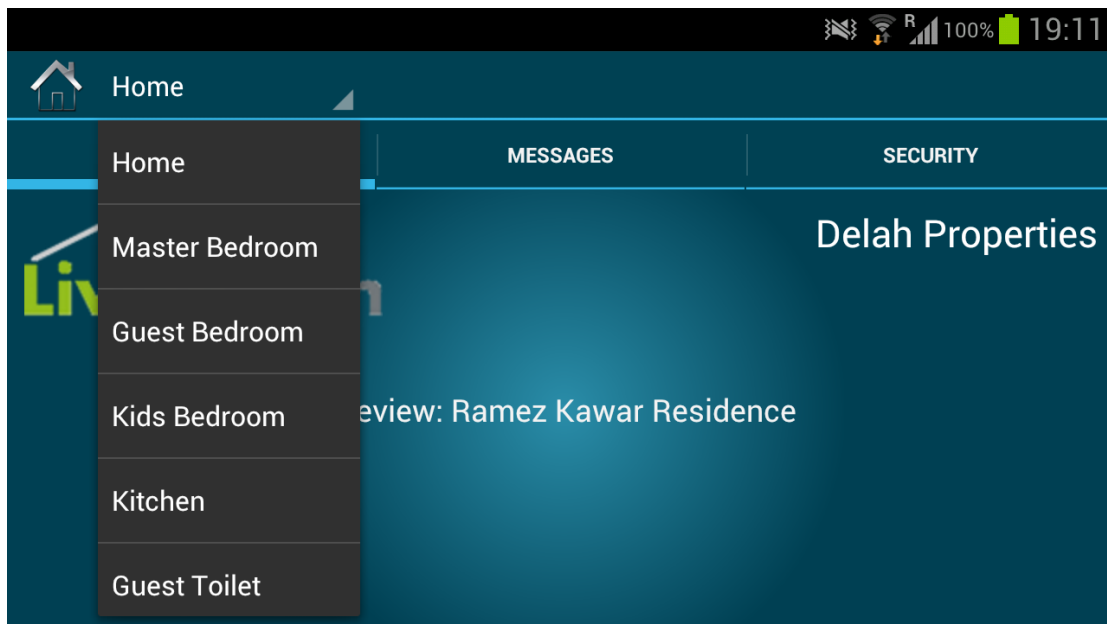 R 100% 19:11
Home
Home
MESSAGES
SECURITY
Master Bedroom
Delah Properties
Guest Bedroom
Kids Bedroom
eview: Ramez Kawar Residence
Kitchen
Guest Toilet